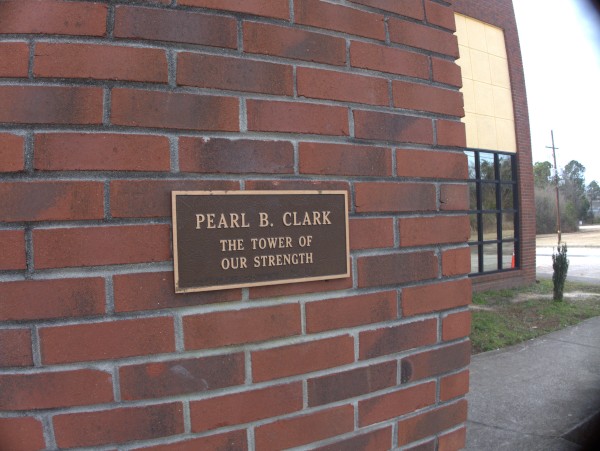 PEARL B. CLARK
THE TOWER OF
OUR STRENGTH